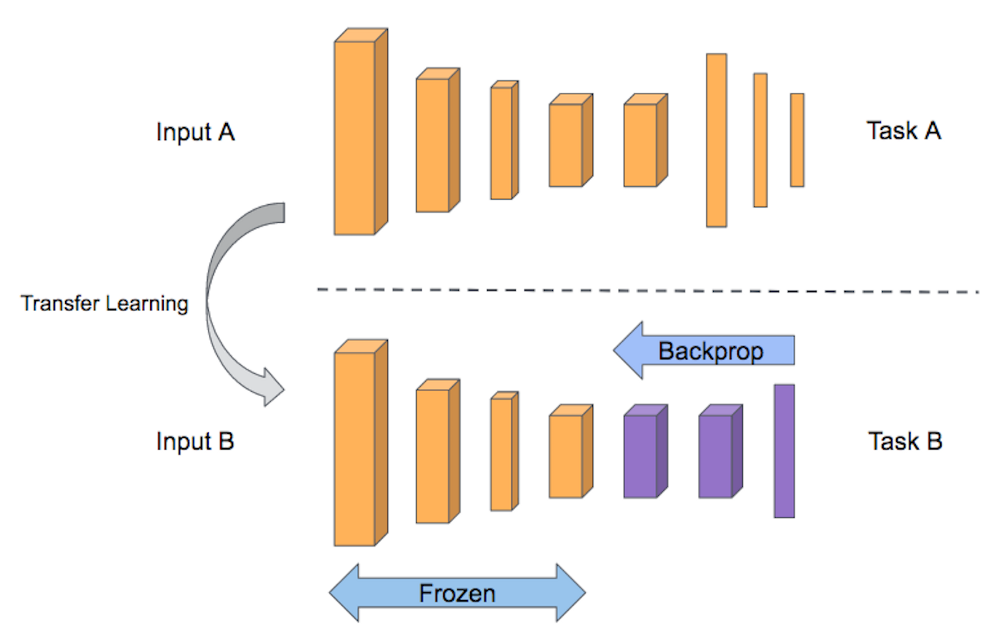 Input A
Task A
Transfer Learning
Backprop
Input B
Task B
Frozen